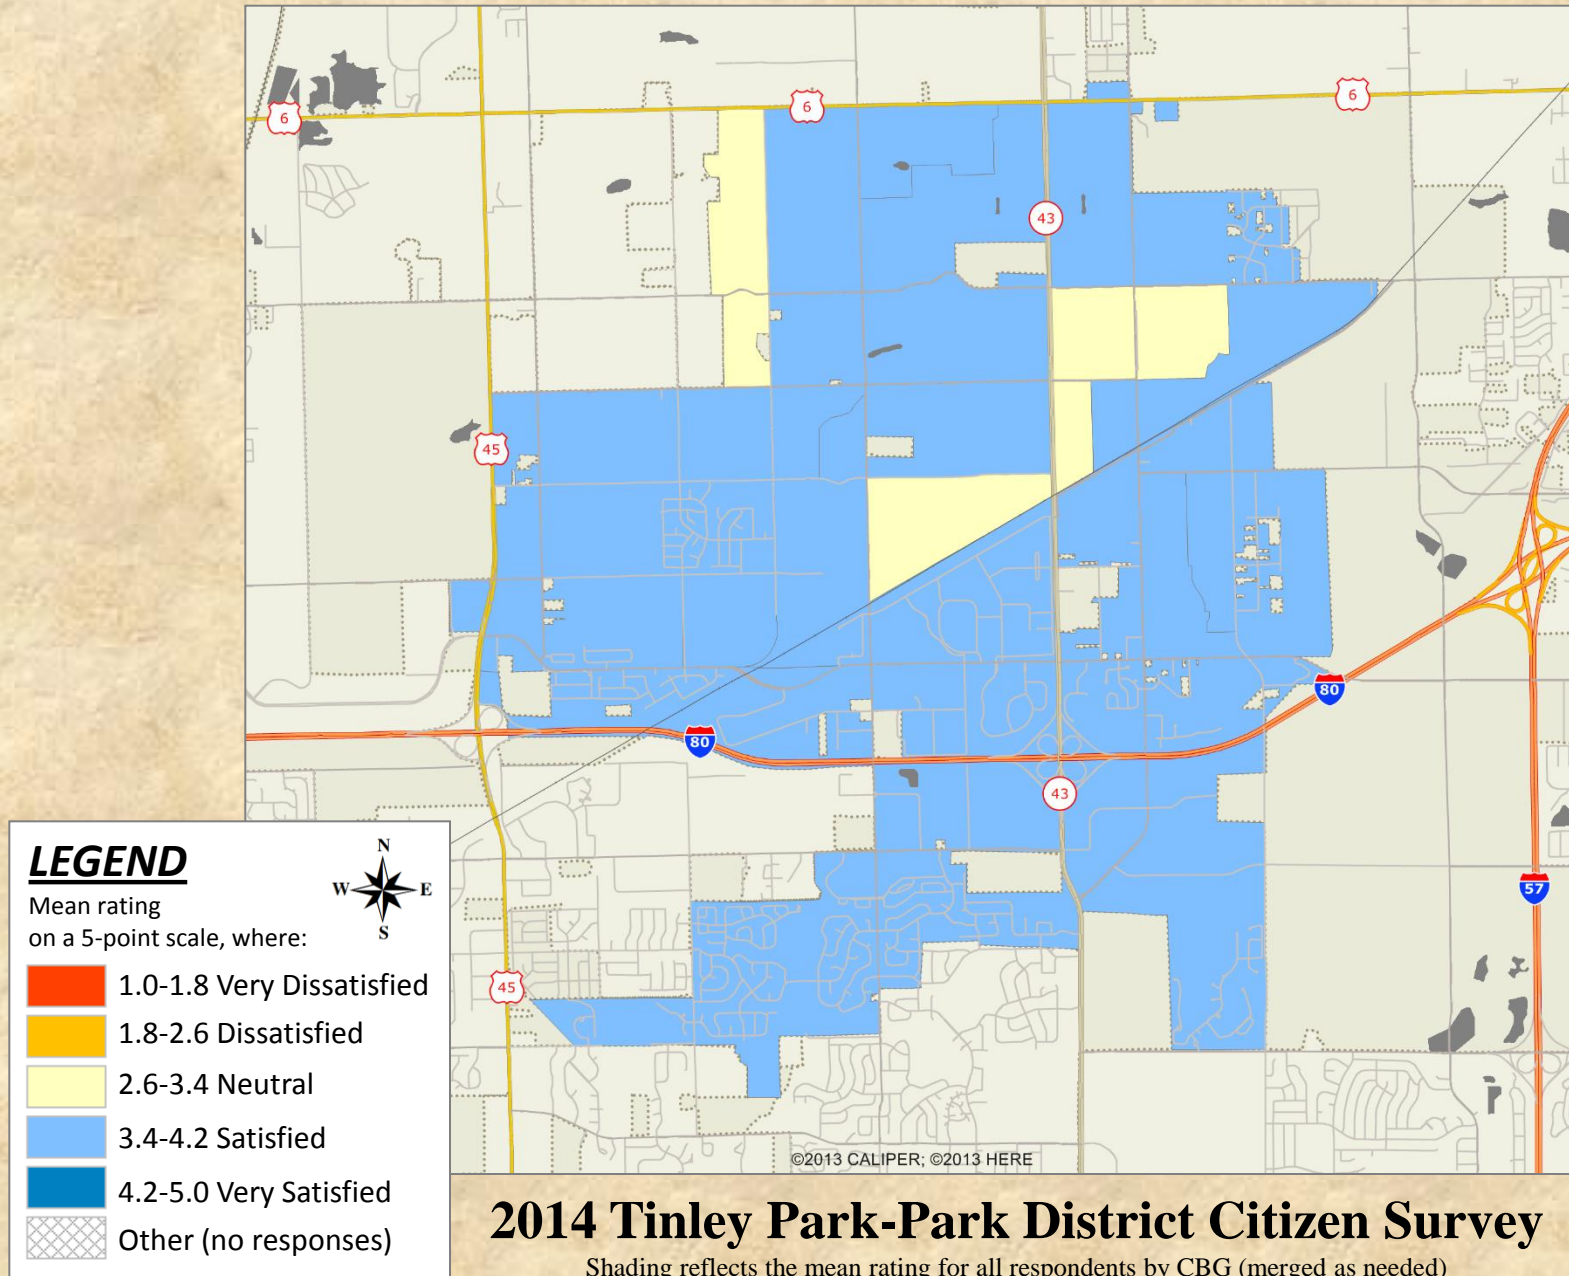 6
6
6
43
45
80
80
43
57
45
©2013 CALIPER; ©2013 HERE
LEGEND
N
W
E
S
Mean rating
on a 5-point scale, where:
1.0-1.8 Very Dissatisfied
1.8-2.6 Dissatisfied
2.6-3.4 Neutral
3.4-4.2 Satisfied
4.2-5.0 Very Satisfied
Other (no responses)
2014 Tinley Park-Park District Citizen Survey
Shading reflects the mean rating for all respondents by CBG (merged as needed)